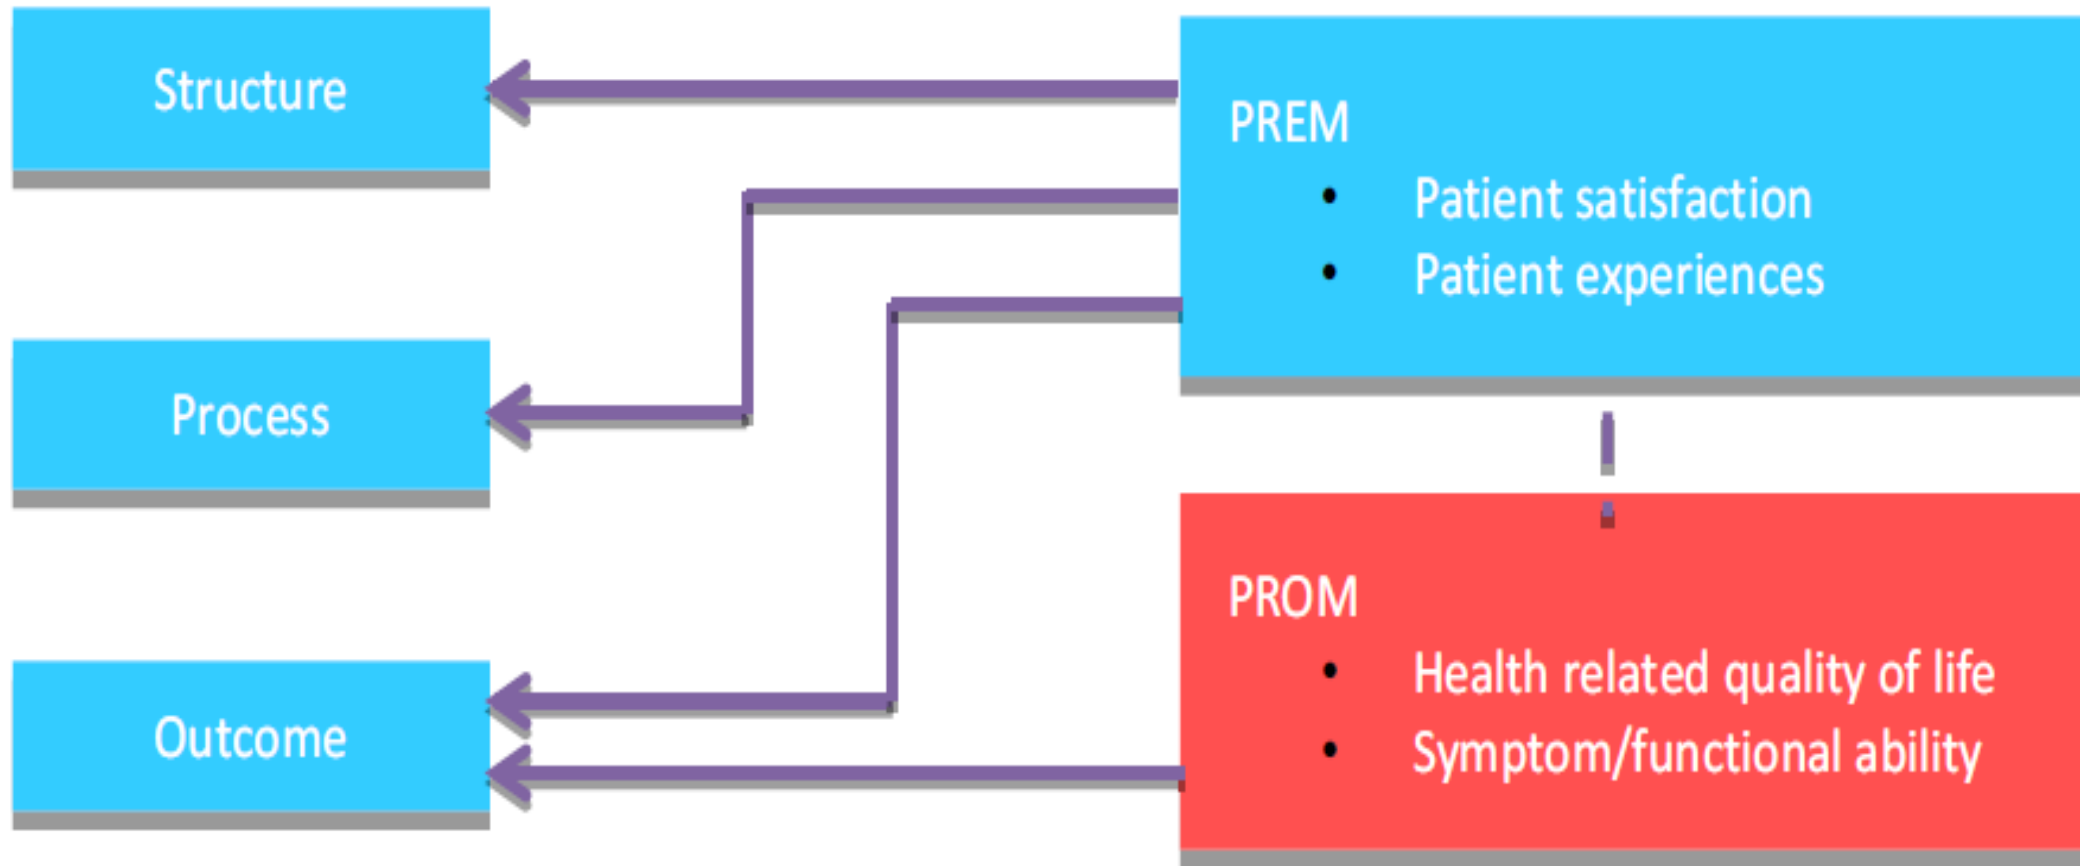 Structure
Process
Outcome
PREM
• Patient satisfaction
• Patient experiences
PROM
• Health related quality of life
• Symptom/functional ability